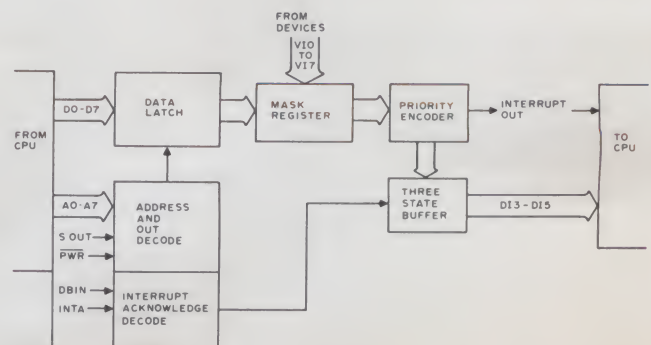 FROM
DEVICES
VI0
TO
VI7
D0-D7
DATA
LATCH
MASK
REGISTER
PRIORITY
ENCODER
INTERRUPT
OUT
FROM
CPU
TO
CPU
A0-A7
ADDRESS
AND
OUT
DECODE
THREE
STATE
BUFFER
DI3-DI5
S OUT
PWR
DBIN
INTA
INTERRUPT
ACKNOWLEDGE
DECODE